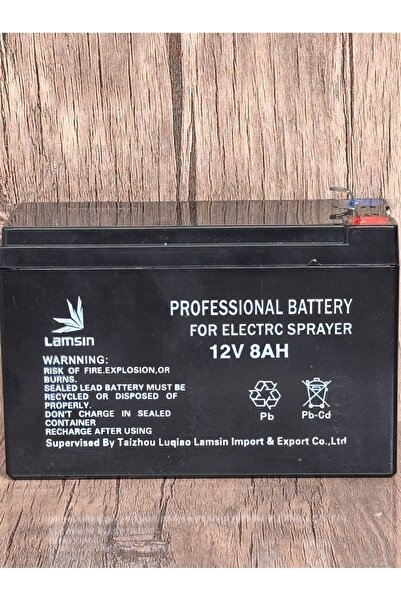 Lamsin
PROFESSIONAL BATTERY
FOR ELECTRC SPRAYER
12V 8AH
WARNNING:
RISK OF FIRE.EXPLOSION,OR
BURNS.
SEALED LEAD BATTERY MUST BE
RECYCLED OR DISPOSED OF
PROPERLY.
DON'T CHARGE IN SEALED
CONTAINER
RECHARGE AFTER USING
Pb
Pb-Cd
Supervised By Taizhou Luqiao Lamsin Import & Export Co.,Ltd